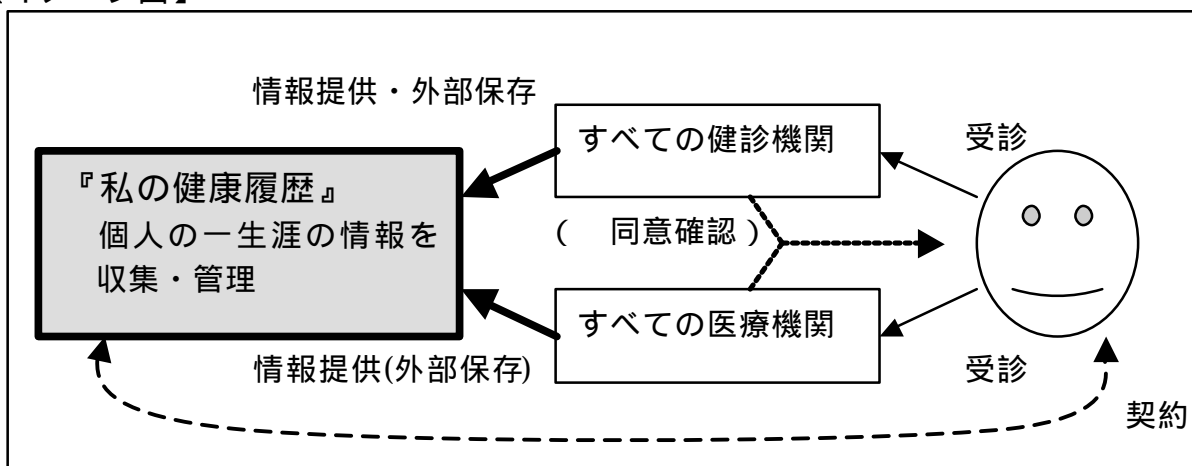 情報提供・外部保存
すべての健診機関
受診
『私の健康履歴』
個人の一生涯の情報を
収集・管理
(　同意確認)
すべての医療機関
情報提供(外部保存)
受診
契約